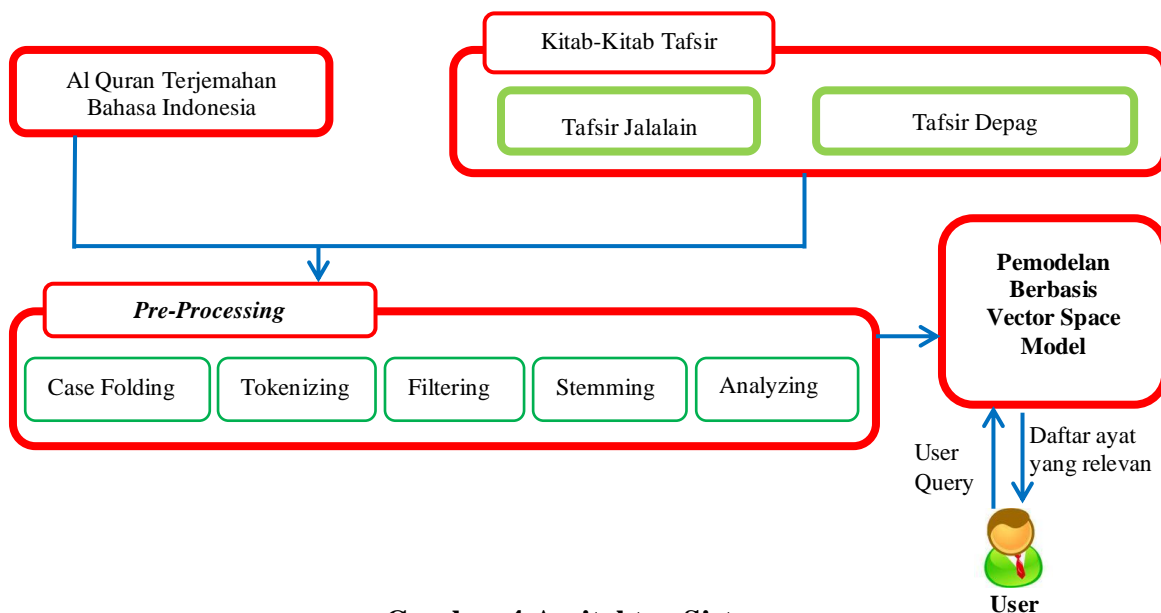 Kitab-Kitab Tafsir
Al Quran Terjemahan
Bahasa Indonesia
Tafsir Jalalain
Tafsir Depag
Pre-Processing
Case Folding
Tokenizing
Filtering
Stemming
Analyzing
Pemodelan
Berbasis
Vector Space
Model
User
Query
Daftar ayat
yang relevan
User